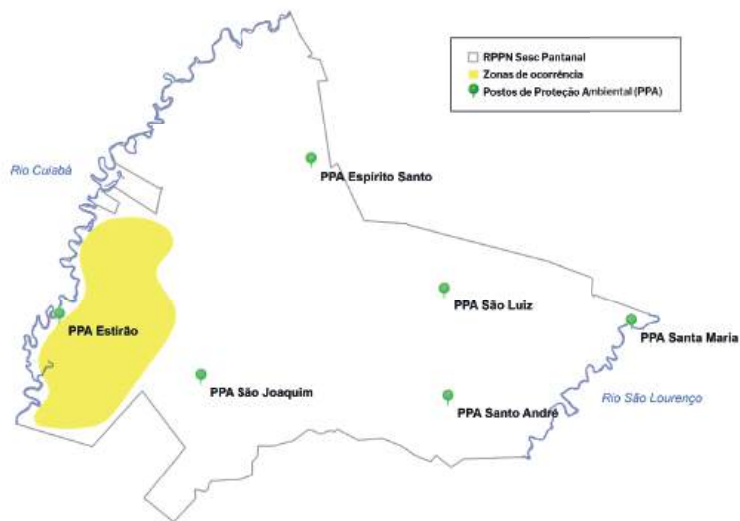 RPPN Sesc Pantanal
Zonas de ocorrência
Postos de Proteção Ambiental (PPA)
Rio Cuiabá
PPA Espírito Santo
PPA São Luiz
PPA Estirão
PPA Santa Maria
PPA São Joaquim
Rio São Lourenço
PPA Santo André